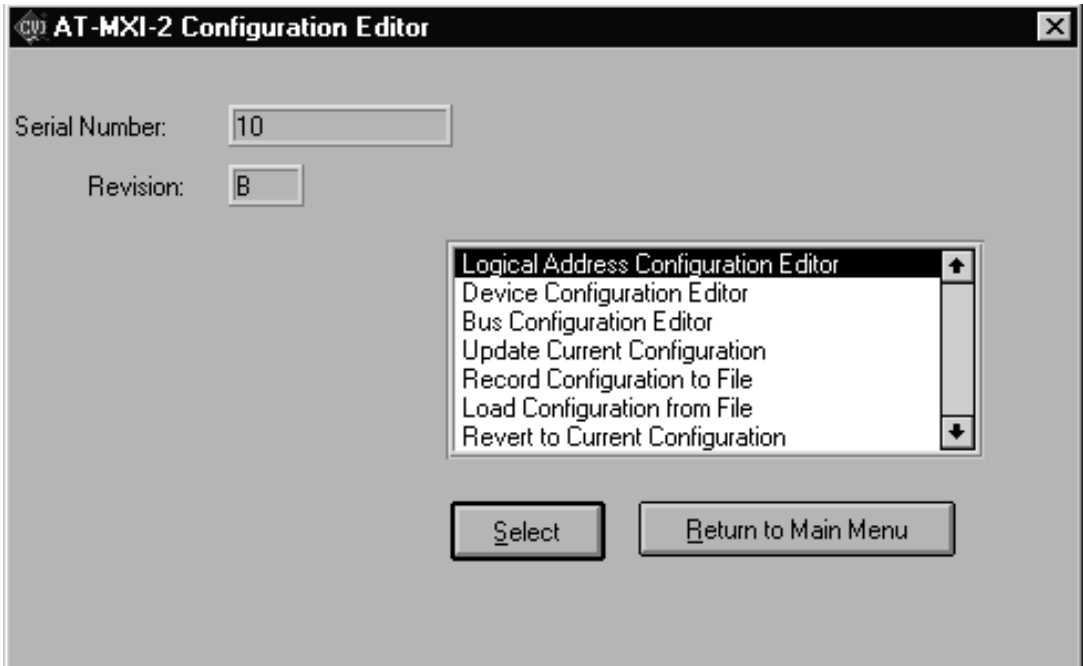 CVI AT-MXI-2 Configuration Editor
Serial Number: 10
Revision: B
Logical Address Configuration Editor
Device Configuration Editor
Bus Configuration Editor
Update Current Configuration
Record Configuration to File
Load Configuration from File
Revert to Current Configuration
Select Return to Main Menu